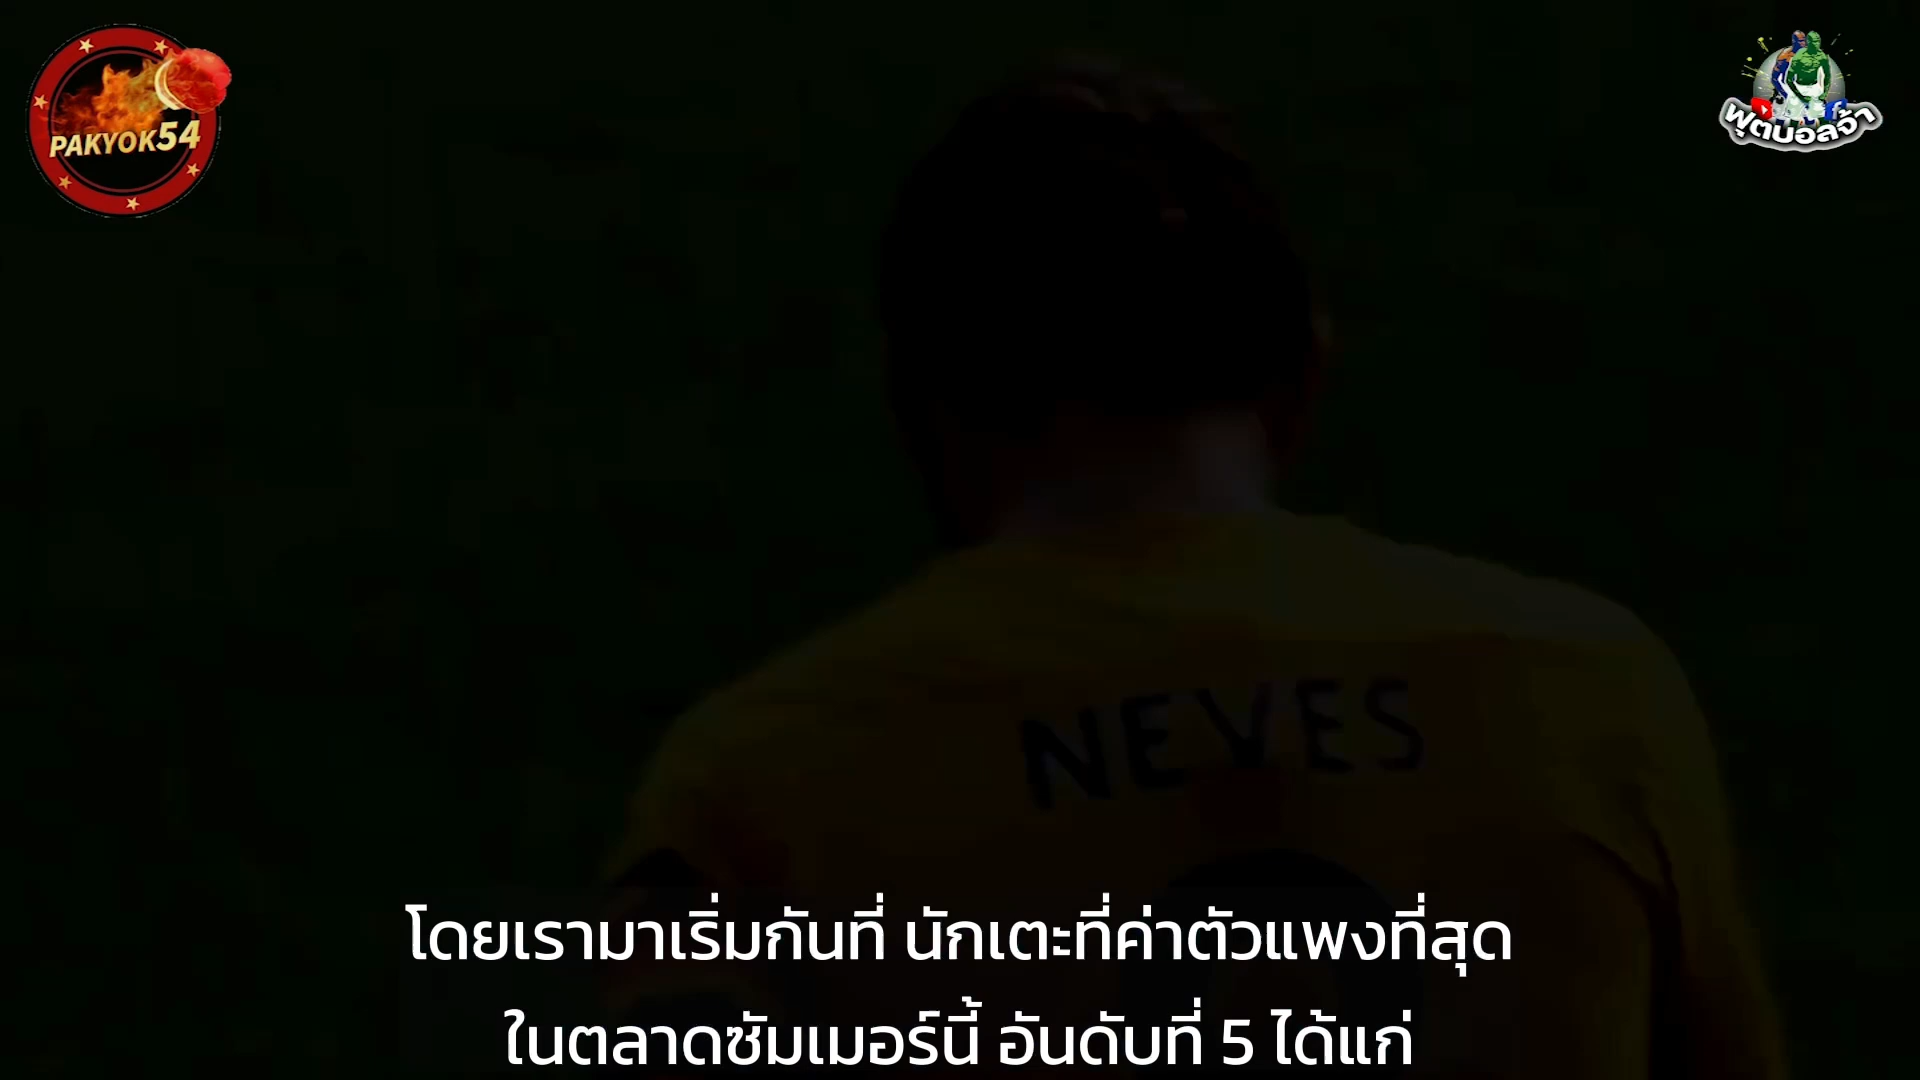 PAKYOK54
ฟุตบอลจ้า
NEVES
โดยเรามาเริ่มกันที่ นักเตะที่ค่าตัวแพงที่สุด
ในตลาดซัมเมอร์นี้ อันดับที่ 5 ได้แก่